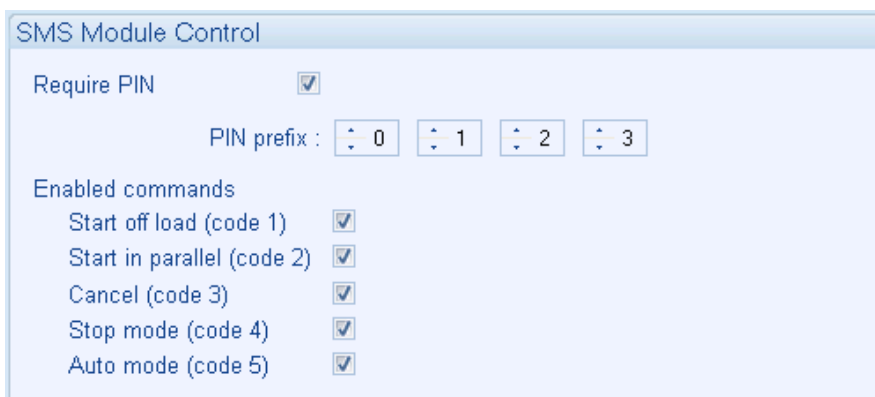 SMS Module Control
Require PIN
PIN prefix : 0 1 2 3
Enabled commands
Start off load (code 1)
Start in parallel (code 2)
Cancel (code 3)
Stop mode (code 4)
Auto mode (code 5)